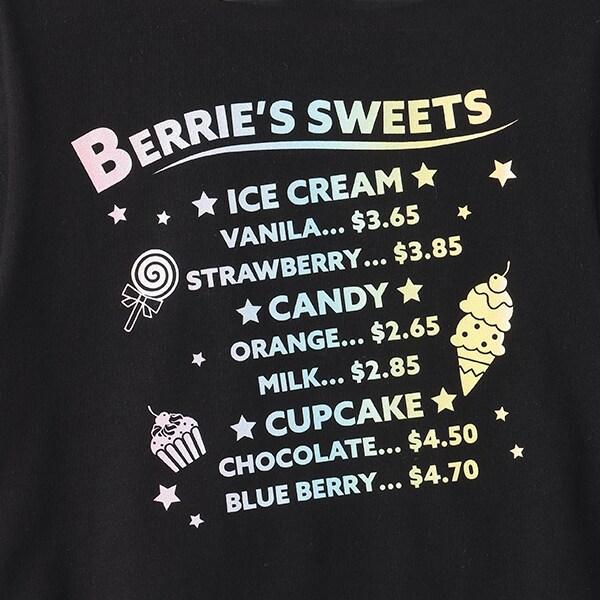 BERRIE'S SWEETS
ICE CREAM
VANILA... $3.65
STRAWBERRY... $3.85
CANDY
ORANGE... $2.65
MILK... $2.85
CUPCAKE
CHOCOLATE... $4.50
BLUE BERRY... $4.70